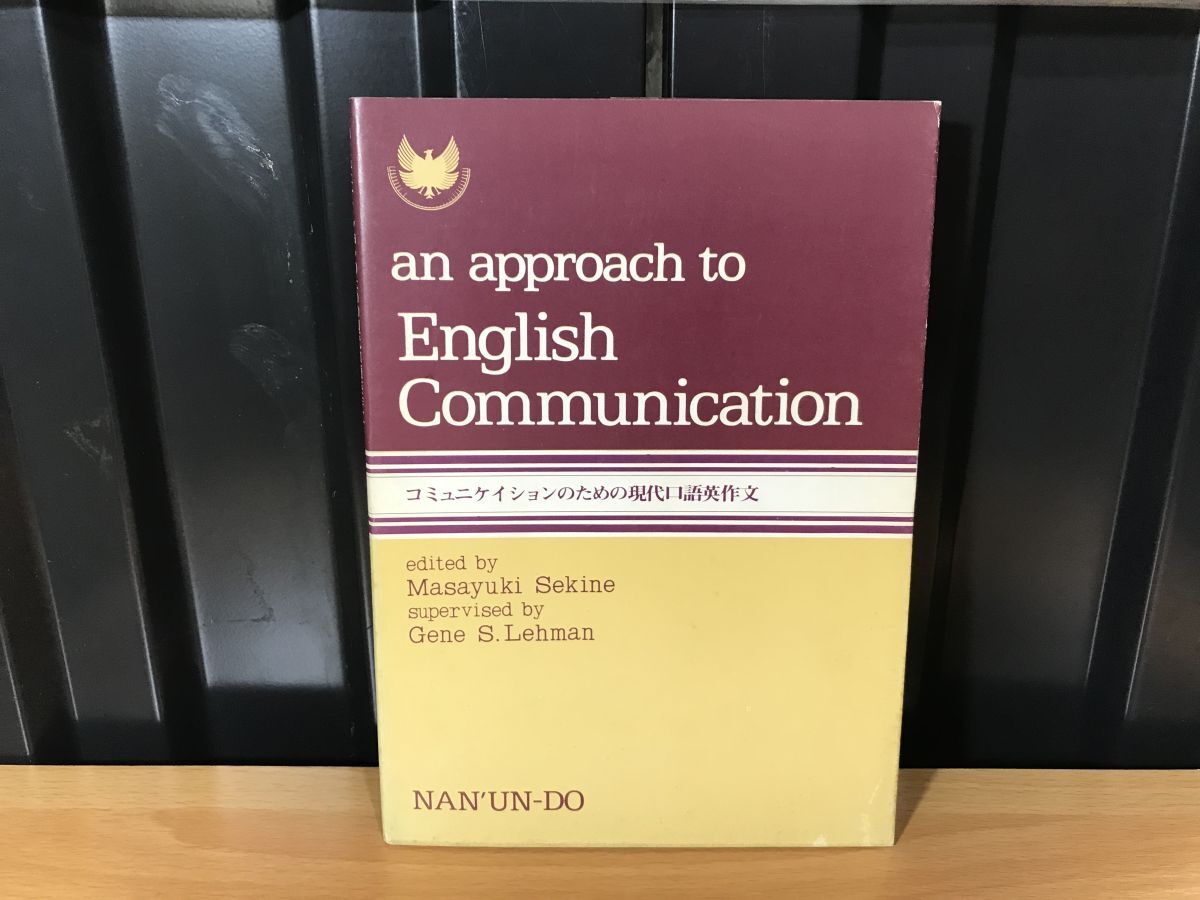 an approach to
English
Communication
コミュニケイションのための現代口語英作文
edited by
Masayuki Sekine
supervised by
Gene S. Lehman
NAN'UN-DO